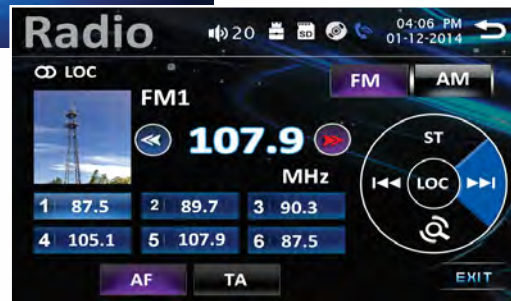 Radio 20 SD 04:06 PM
01-12-2014
LOC FM AM
FM1
107.9
MHz
ST
LOC
1 87.5 2 89.7 3 90.3
4 105.1 5 107.9 6 87.5
AF TA EXIT